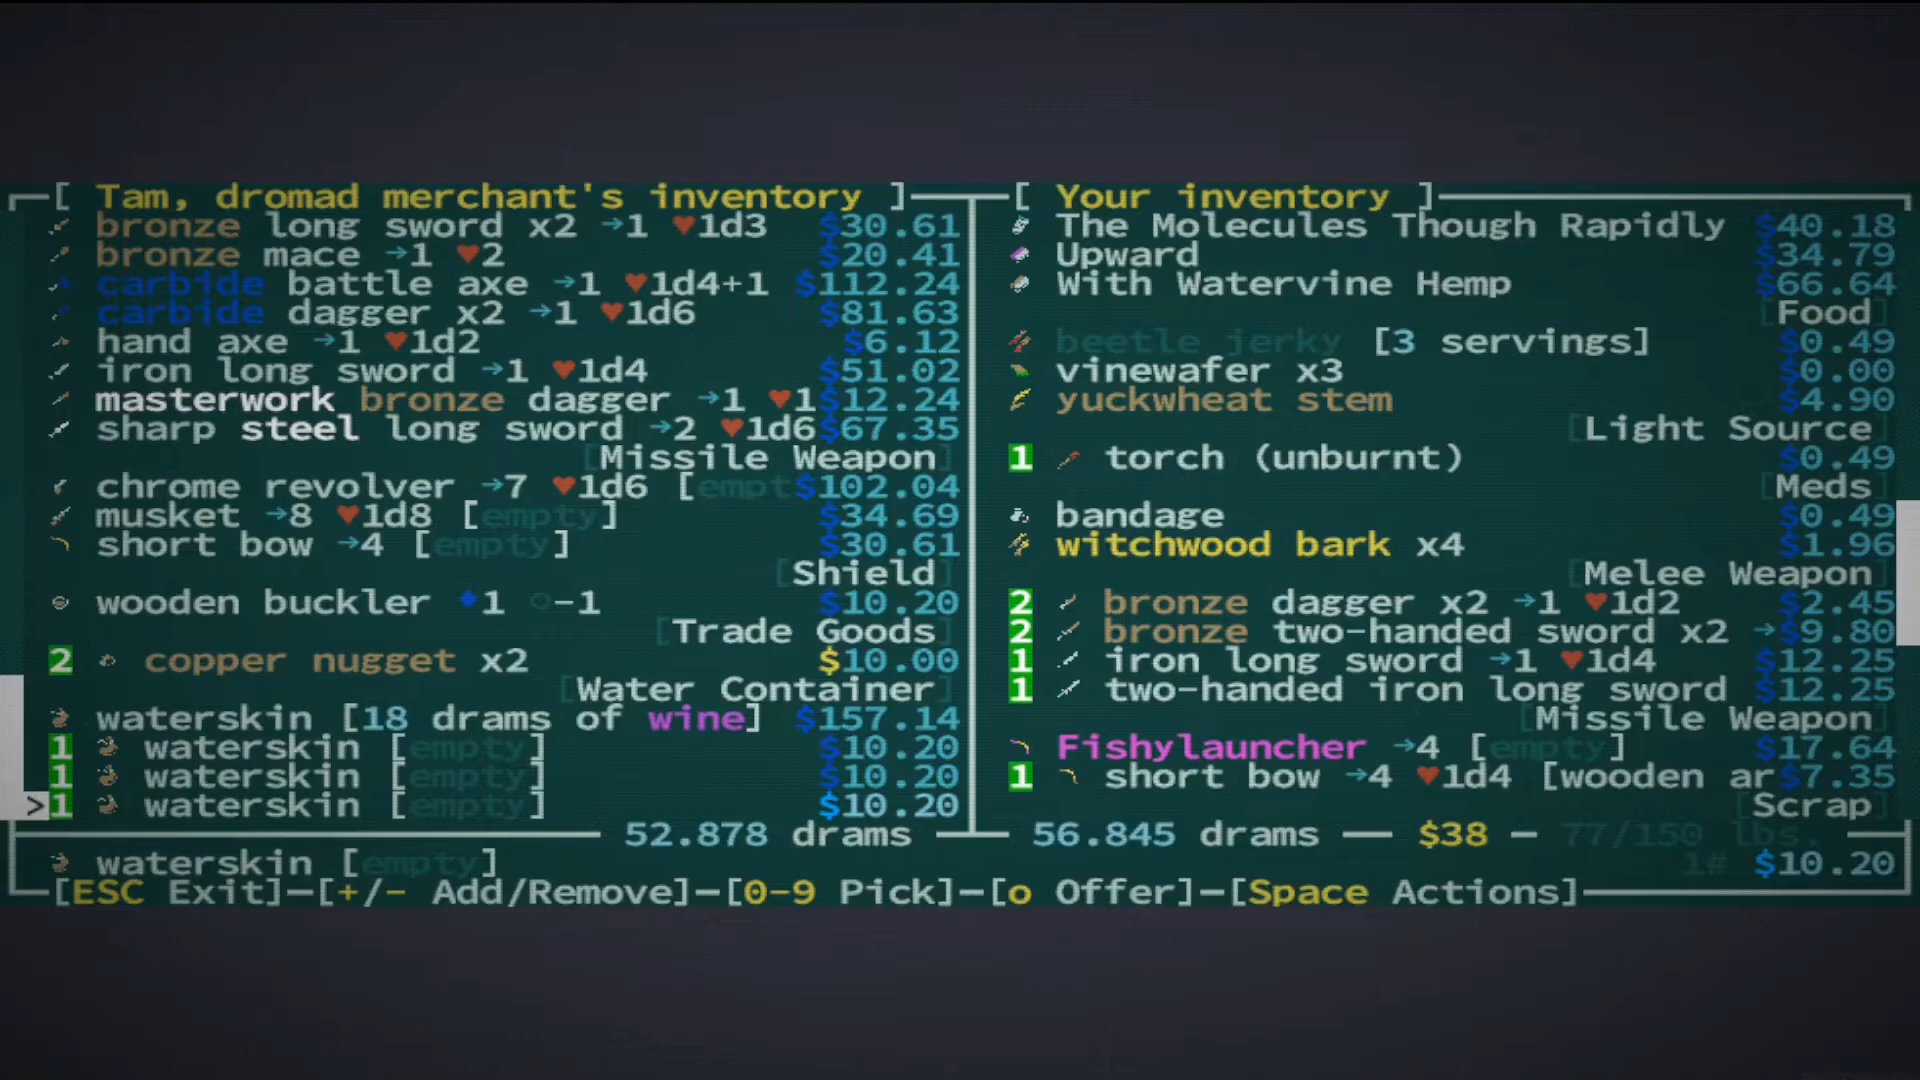 [ Tam, dromad merchant's inventory ]
bronze long sword x2 →1 ♥1d3 $30.61
bronze mace →1 ♥2 $20.41
carbide battle axe →1 ♥1d4+1 $112.24
carbide dagger x2 →1 ♥1d6 $81.63
hand axe →1 ♥1d2 $6.12
iron long sword →1 ♥1d4 $51.02
masterwork bronze dagger →1 ♥1 $12.24
sharp steel long sword →2 ♥1d6 $67.35
[Missile Weapon]
chrome revolver →7 ♥1d6 [empt $102.04
musket →8 ♥1d8 [empty] $34.69
short bow →4 [empty] $30.61
[Shield]
wooden buckler ◆1 ○-1 $10.20
[Trade Goods]
2 copper nugget x2 $10.00
[Water Container]
waterskin [18 drams of wine] $157.14
1 waterskin [empty] $10.20
1 waterskin [empty] $10.20
>1 waterskin [empty] $10.20
52.878 drams
[ Your inventory ]
The Molecules Though Rapidly $40.18
Upward $34.79
With Watervine Hemp $66.64
[Food]
beetle jerky [3 servings] $0.49
vinewafer x3 $0.00
yuckwheat stem $4.90
[Light Source]
1 torch (unburnt) $0.49
[Meds]
bandage $0.49
witchwood bark x4 $1.96
[Melee Weapon]
2 bronze dagger x2 →1 ♥1d2 $2.45
2 bronze two-handed sword x2 → $9.80
1 iron long sword →1 ♥1d4 $12.25
1 two-handed iron long sword $12.25
[Missile Weapon]
Fishylauncher →4 [empty] $17.64
1 short bow →4 ♥1d4 [wooden ar $7.35
[Scrap]
56.845 drams — $38 — 77/150 lbs.
waterskin [empty] 1# $10.20
[ESC Exit]—[+/- Add/Remove]—[0-9 Pick]—[o Offer]—[Space Actions]